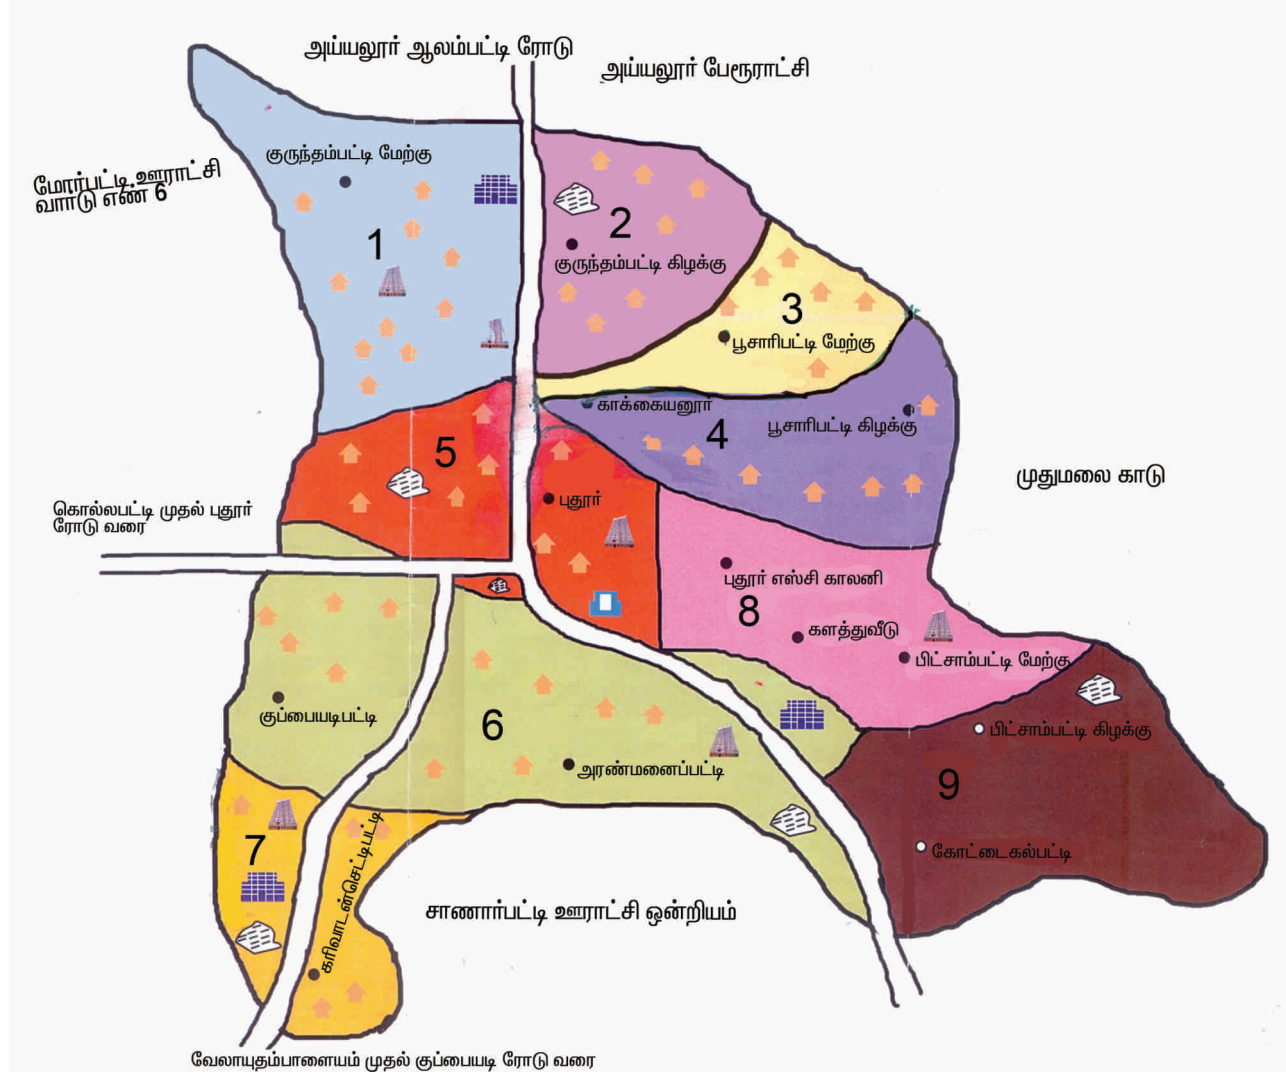 அய்யலூர் ஆலம்பட்டி ரோடு
அய்யலூர் பேரூராட்சி
மோர்பட்டி ஊராட்சி
வார்டு எண் 6
குருந்தம்பட்டி மேற்கு
1
2
குருந்தம்பட்டி கிழக்கு
3
பூசாரிபட்டி மேற்கு
காக்கையனூர்
4
பூசாரிபட்டி கிழக்கு
5
முதுமலை காடு
கொல்லபட்டி முதல் புதூர்
ரோடு வரை
புதூர்
புதூர் எஸ்சி காலனி
8
களத்துவீடு
பிட்சாம்பட்டி மேற்கு
குப்பையடிபட்டி
6
அரண்மனைப்பட்டி
பிட்சாம்பட்டி கிழக்கு
9
கோட்டைகல்பட்டி
7
கரிவாடன்செட்டிபட்டி
சாணார்பட்டி ஊராட்சி ஒன்றியம்
வேலாயுதம்பாளையம் முதல் குப்பையடி ரோடு வரை